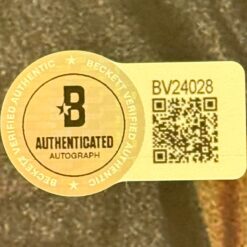 BECKETT VERIFIED AUTHENTIC
BECKETT VERIFIED AUTHENTIC
B
AUTHENTICATED
AUTOGRAPH
BV24028